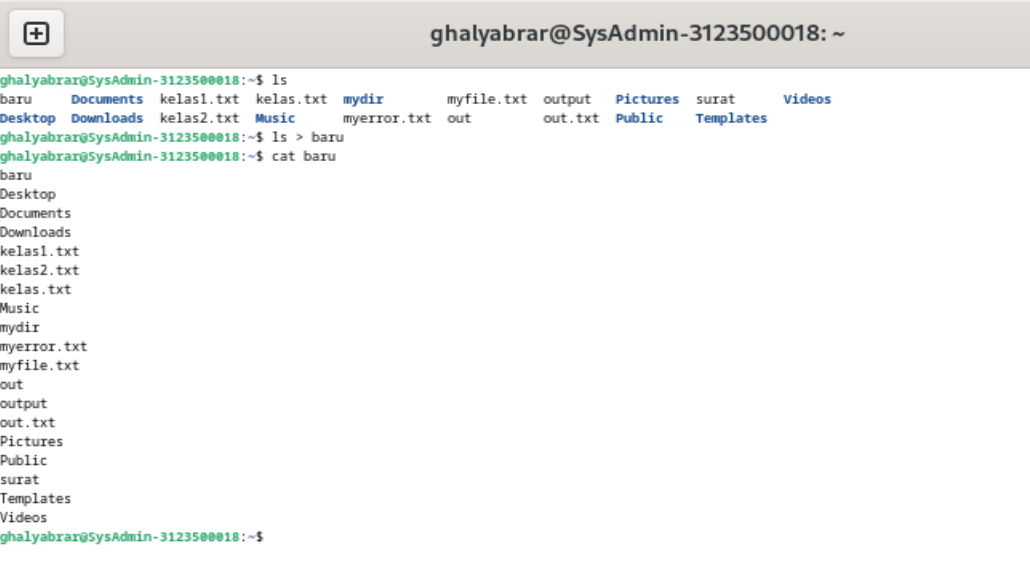 ghalyabrar@SysAdmin-3123500018: ~
ghalyabrar@SysAdmin-3123500018:~$ ls
baru     Documents  kelas1.txt  kelas.txt  mydir        myfile.txt  output   Pictures  surat      Videos
Desktop  Downloads  kelas2.txt  Music      myerror.txt  out         out.txt  Public    Templates
ghalyabrar@SysAdmin-3123500018:~$ ls > baru
ghalyabrar@SysAdmin-3123500018:~$ cat baru
baru
Desktop
Documents
Downloads
kelas1.txt
kelas2.txt
kelas.txt
Music
mydir
myerror.txt
myfile.txt
out
output
out.txt
Pictures
Public
surat
Templates
Videos
ghalyabrar@SysAdmin-3123500018:~$